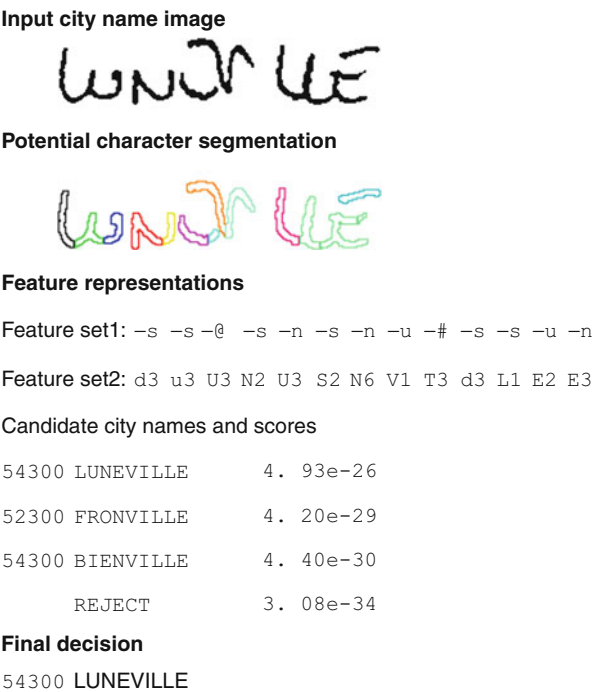 Input city name image
Potential character segmentation
Feature representations
Feature set1: –s –s –@ –s –n –s –n –u –# –s –s –u –n
Feature set2: d3 u3 U3 N2 U3 S2 N6 V1 T3 d3 L1 E2 E3
Candidate city names and scores
54300 LUNEVILLE 4. 93e-26
52300 FRONVILLE 4. 20e-29
54300 BIENVILLE 4. 40e-30
REJECT 3. 08e-34
Final decision
54300 LUNEVILLE